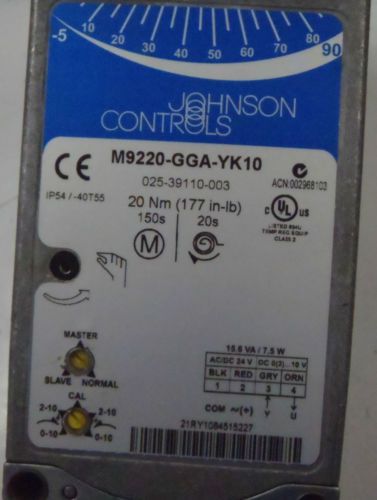 -5 10 20 30 40 50 60 70 80 90
JOHNSON
CONTROLS
CE M9220-GGA-YK10
025-39110-003
ACN:002968103
IP54 / -40T55
20 Nm (177 in-lb)
150s 20s
M
C UL US
LISTED
TEMP. REG. EQUIP.
CLASS 2
MASTER
SLAVE NORMAL
CAL
2-10 2-10
0-10 0-10
15.6 VA / 7.5 W
AC/DC 24 V DC 0(2)...10 V
BLK RED GRY ORN
1 2 3 4
COM ~(+) Y U
21RY1084515227